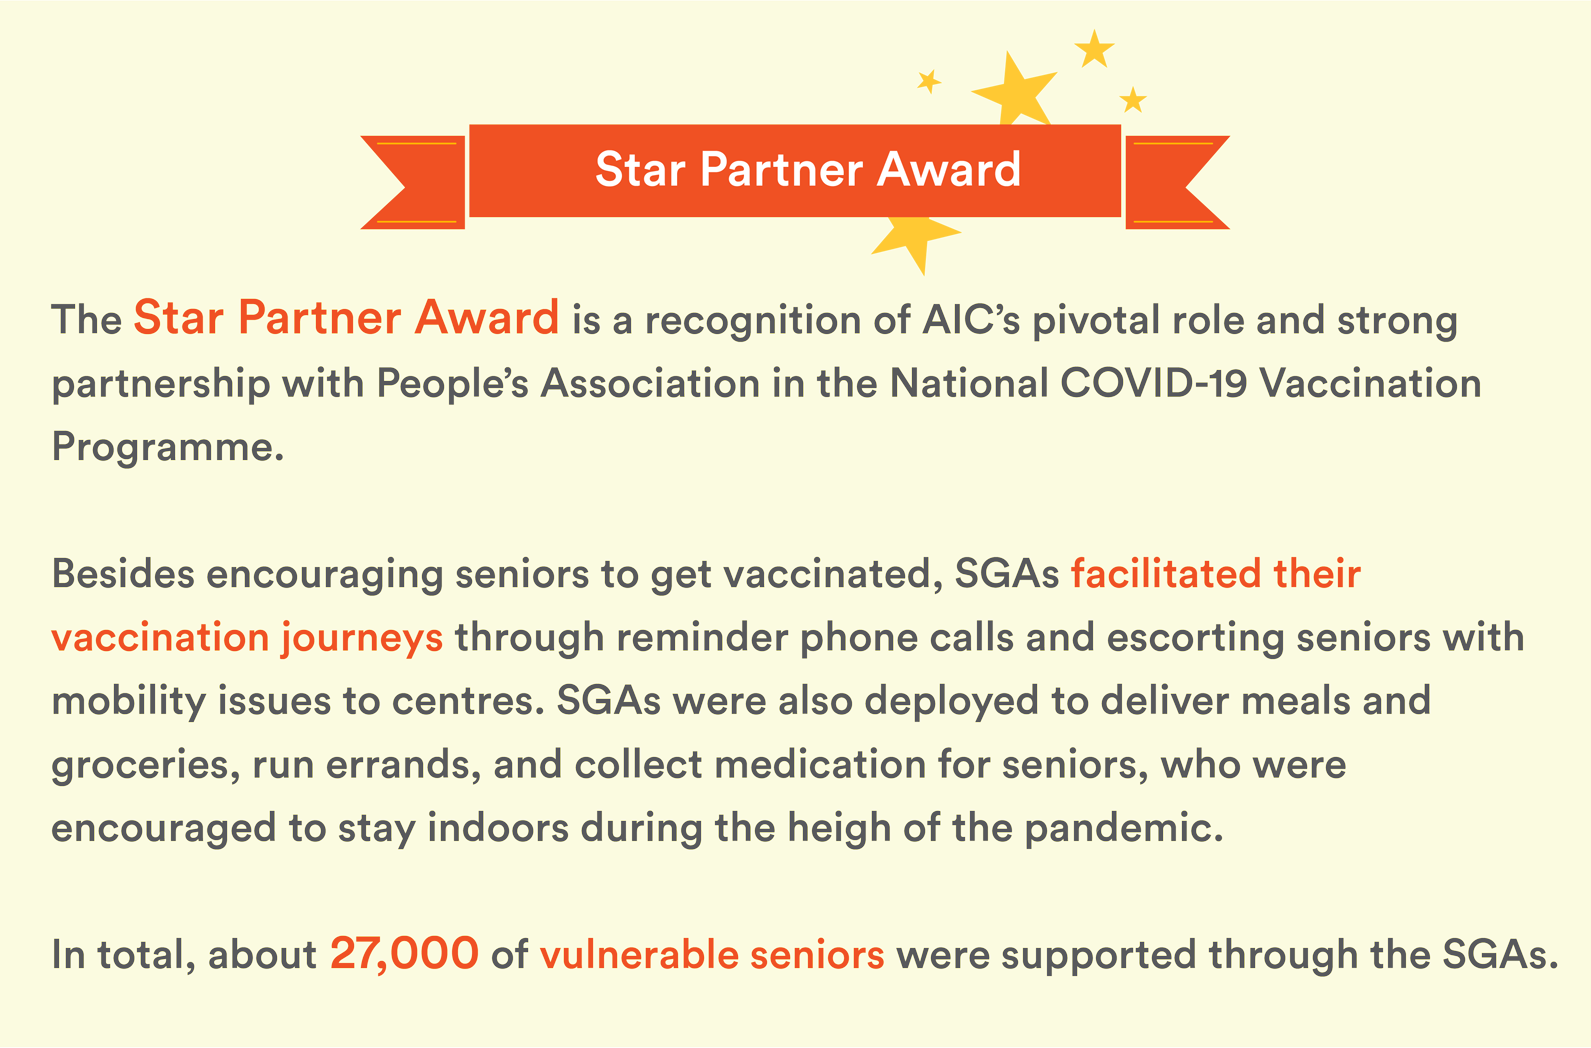 Star Partner Award
The Star Partner Award is a recognition of AIC’s pivotal role and strong
partnership with People’s Association in the National COVID-19 Vaccination
Programme.
Besides encouraging seniors to get vaccinated, SGAs facilitated their
vaccination journeys through reminder phone calls and escorting seniors with
mobility issues to centres. SGAs were also deployed to deliver meals and
groceries, run errands, and collect medication for seniors, who were
encouraged to stay indoors during the heigh of the pandemic.
In total, about 27,000 of vulnerable seniors were supported through the SGAs.